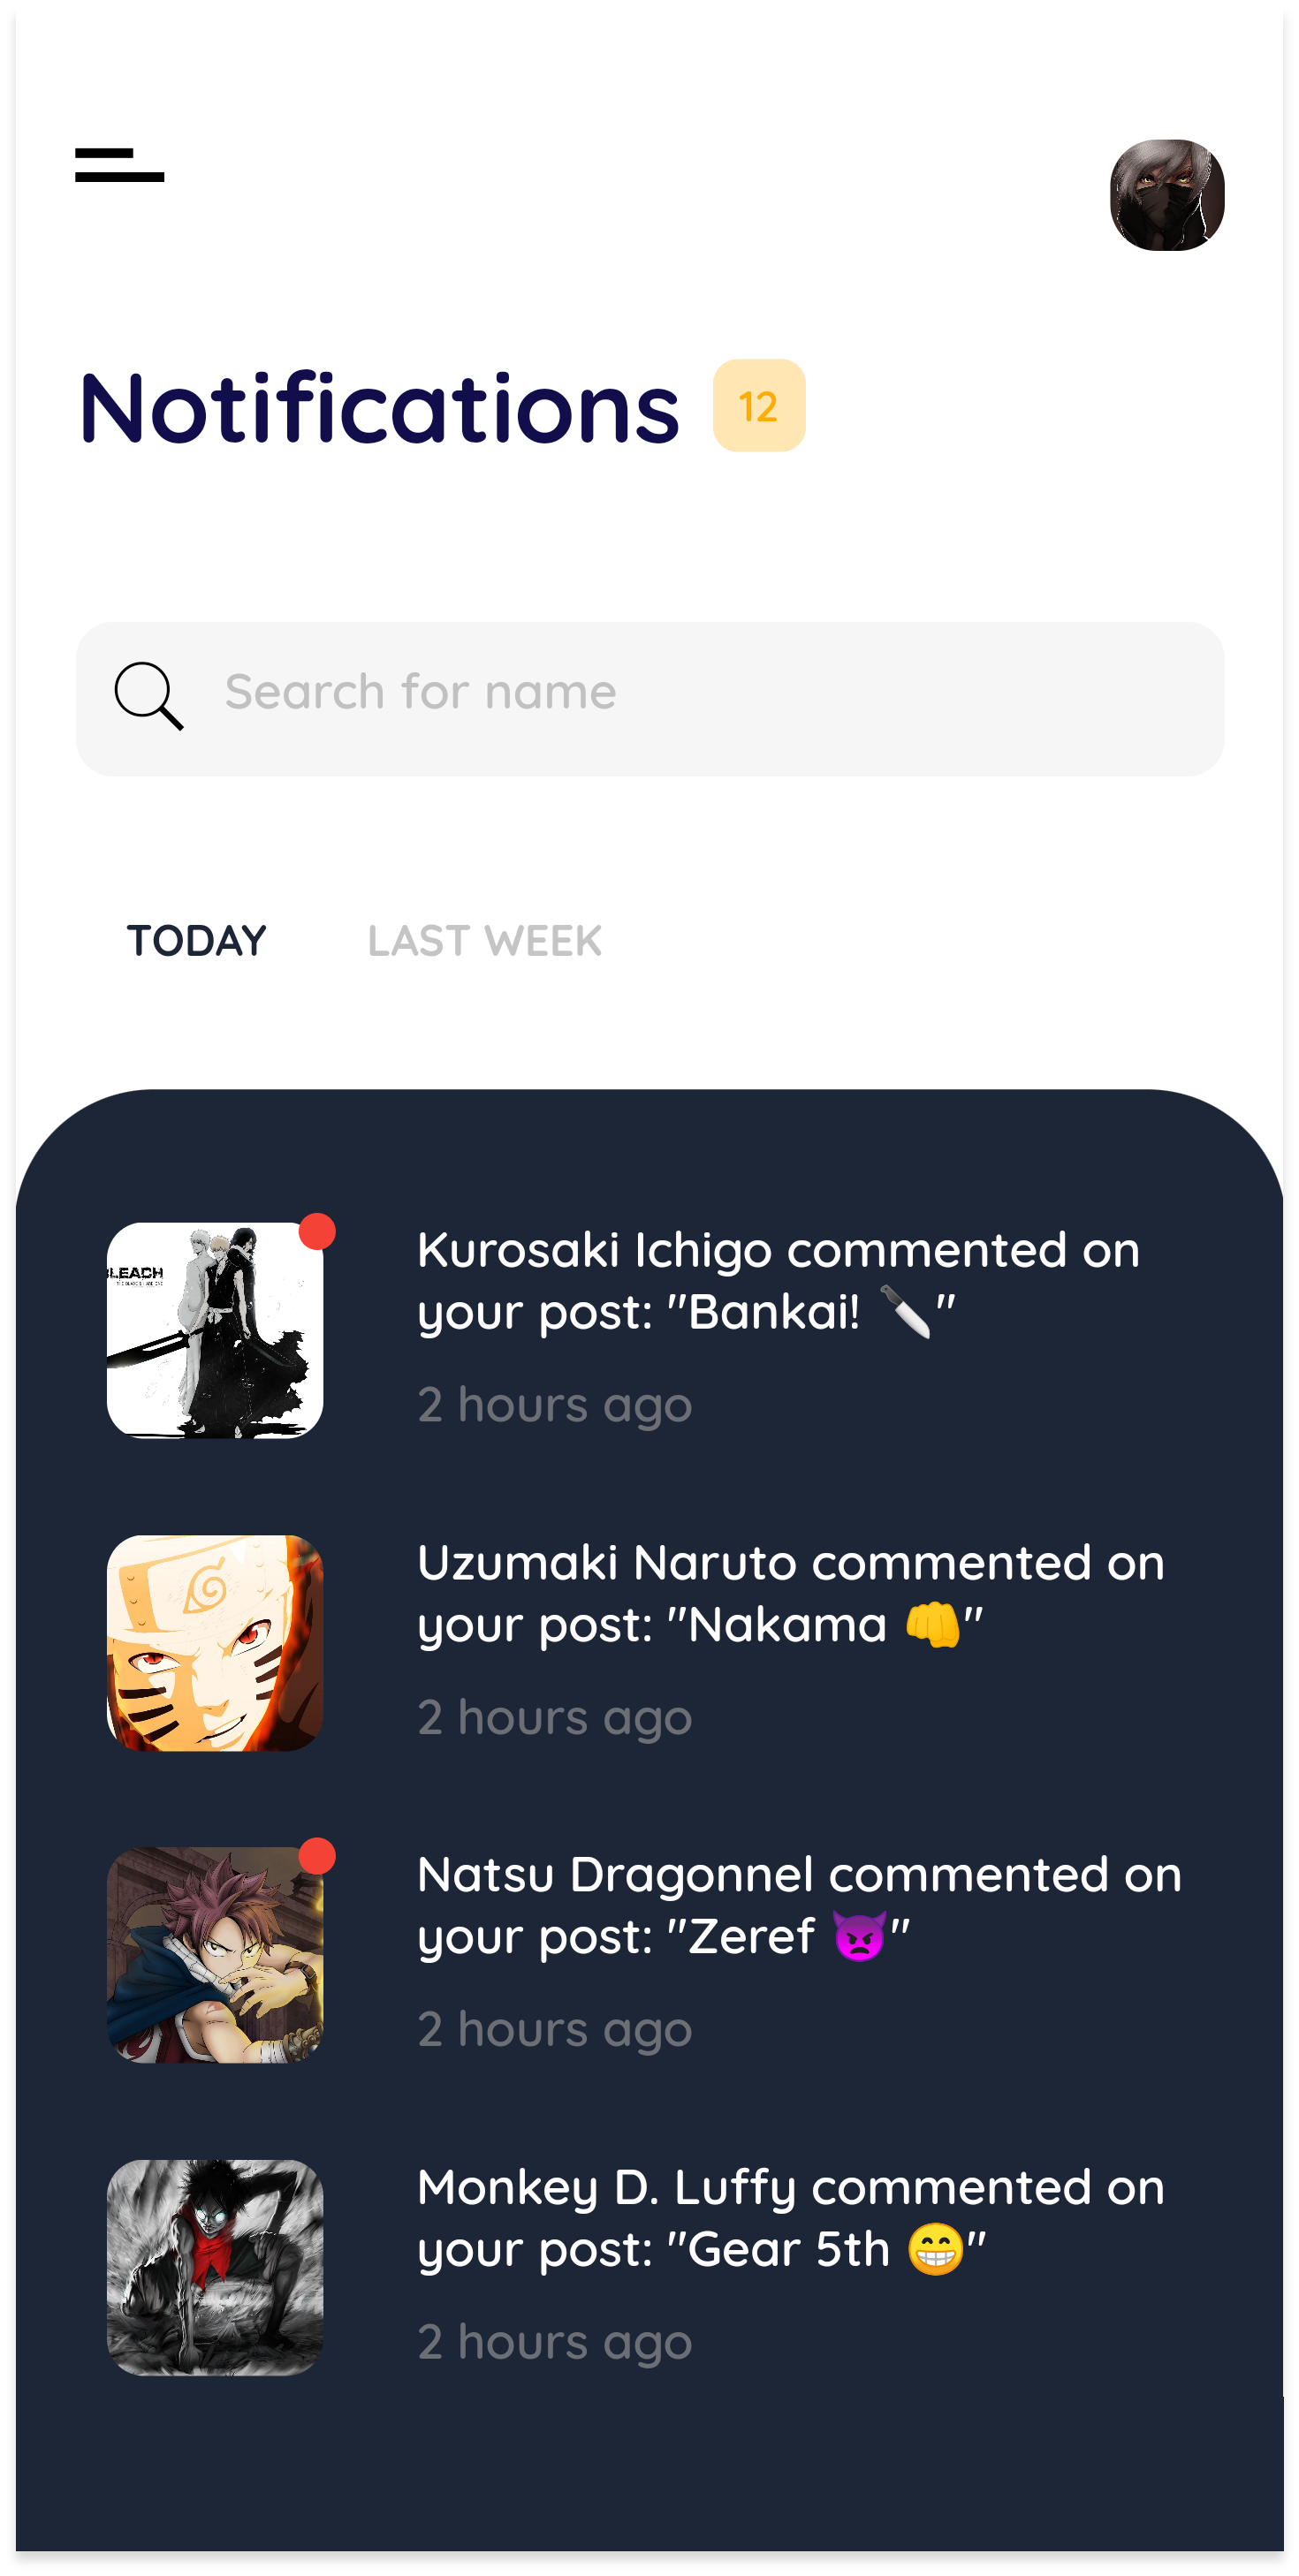 Notifications 12
Search for name
TODAY LAST WEEK
BLEACH
Kurosaki Ichigo commented on
your post: "Bankai! 🔪"
2 hours ago
Uzumaki Naruto commented on
your post: "Nakama 👊"
2 hours ago
Natsu Dragonnel commented on
your post: "Zeref 👿"
2 hours ago
Monkey D. Luffy commented on
your post: "Gear 5th 😁"
2 hours ago